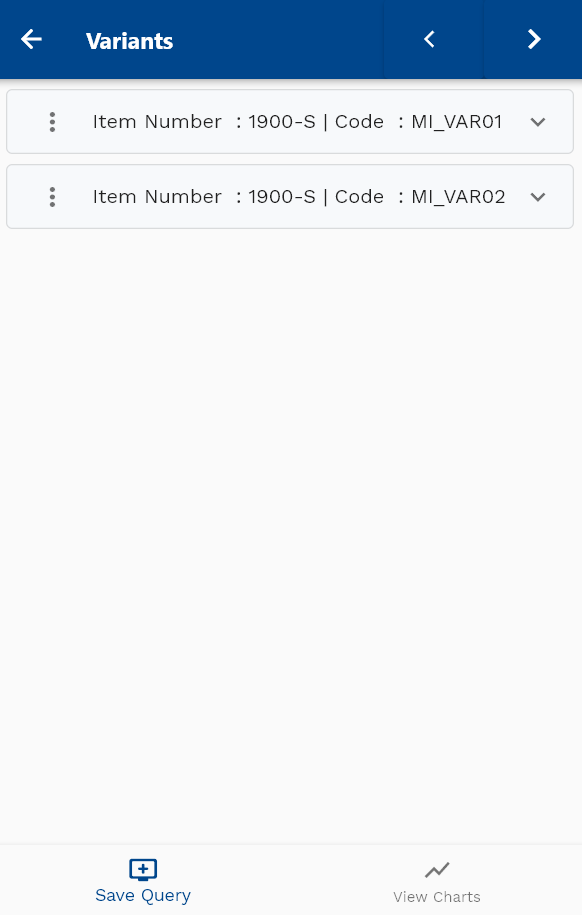 Variants
Item Number : 1900-S | Code : MI_VAR01
Item Number : 1900-S | Code : MI_VAR02
Save Query
View Charts